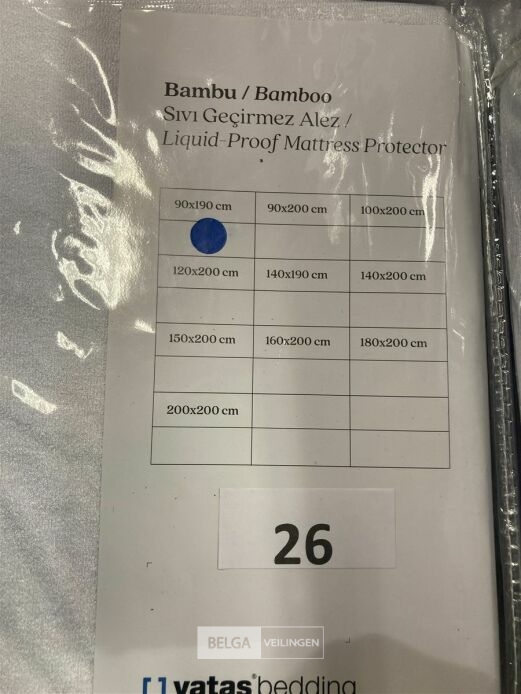 Bambu / Bamboo
Sıvı Geçirmez Alez /
Liquid-Proof Mattress Protector
90x190 cm 90x200 cm 100x200 cm
120x200 cm 140x190 cm 140x200 cm
150x200 cm 160x200 cm 180x200 cm
200x200 cm
26
BELGA VEILINGEN
yatas bedding